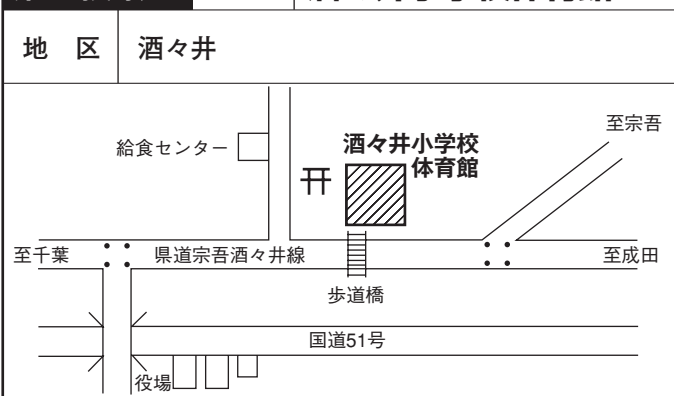 地 区 酒々井
至宗吾
給食センター
酒々井小学校
体育館
至千葉
県道宗吾酒々井線
至成田
歩道橋
国道51号
役場